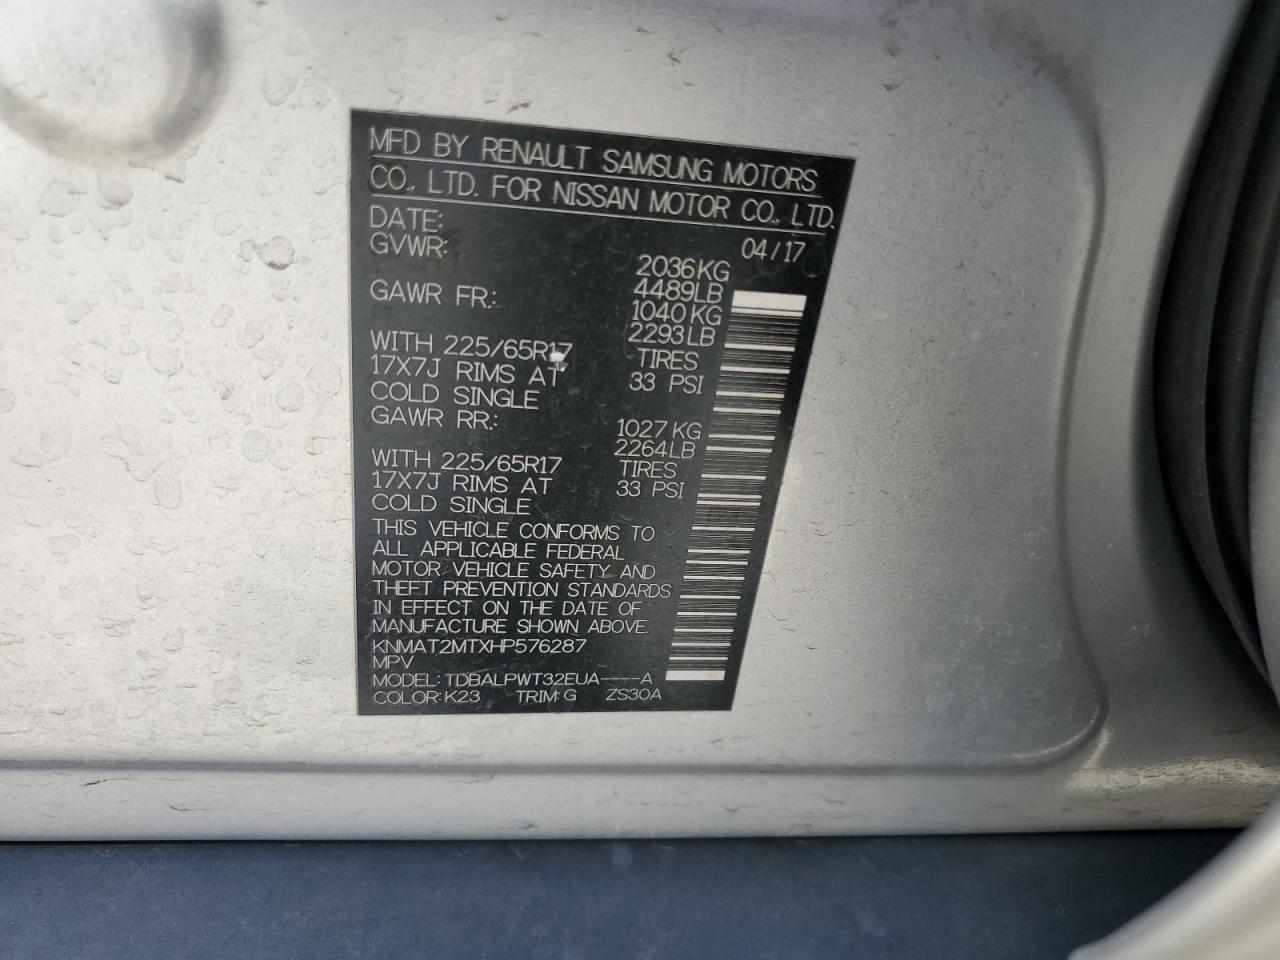 MFD BY RENAULT SAMSUNG MOTORS
CO., LTD. FOR NISSAN MOTOR CO., LTD.
DATE: 04/17
GVWR: 2036KG
4489LB
GAWR FR: 1040KG
2293LB
WITH 225/65R17 TIRES
17X7J RIMS AT 33 PSI
COLD SINGLE
GAWR RR: 1027KG
2264LB
WITH 225/65R17 TIRES
17X7J RIMS AT 33 PSI
COLD SINGLE
THIS VEHICLE CONFORMS TO
ALL APPLICABLE FEDERAL
MOTOR VEHICLE SAFETY AND
THEFT PREVENTION STANDARDS
IN EFFECT ON THE DATE OF
MANUFACTURE SHOWN ABOVE.
KNMAT2MTXHP576287
MPV
MODEL: TDBALPWT32EUA----A
COLOR: K23 TRIM: G ZS30A